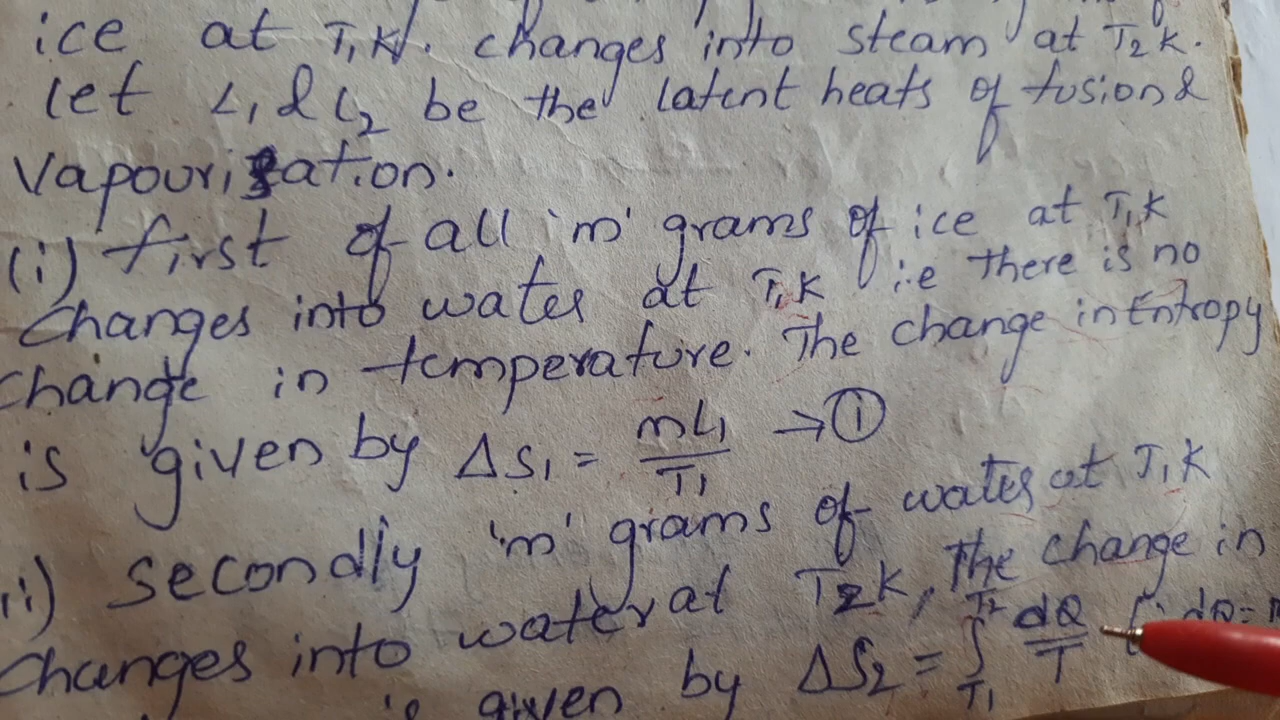 ice at T₁K. changes into steam at T₂K.
Let L₁ & L₂ be the latent heats of fusion &
Vapourisation.
(i) first of all 'm' grams of ice at T₁K
Changes into water at T₁K i.e there is no
Change in temperature. The change in Entropy
is given by ΔS₁ = mL₁/T₁ → ①
ii) Secondly 'm' grams of water at T₁K
Changes into water at T₂K, The change in
is given by ΔS₂ = ∫_T₁^T₂ dQ/T [∵ dQ=